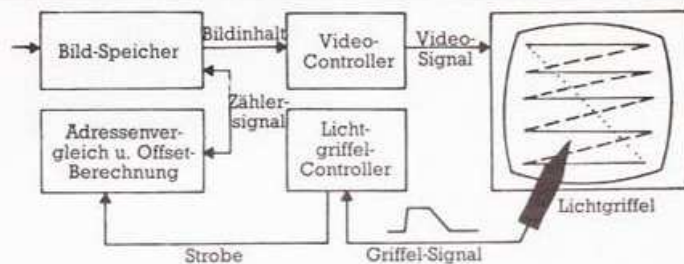 Bild-Speicher
Bildinhalt
Video-
Controller
Video-
Signal
Zähler-
signal
Adressenver-
gleich u. Offset-
Berechnung
Licht-
griffel-
Controller
Lichtgriffel
Strobe
Griffel-Signal